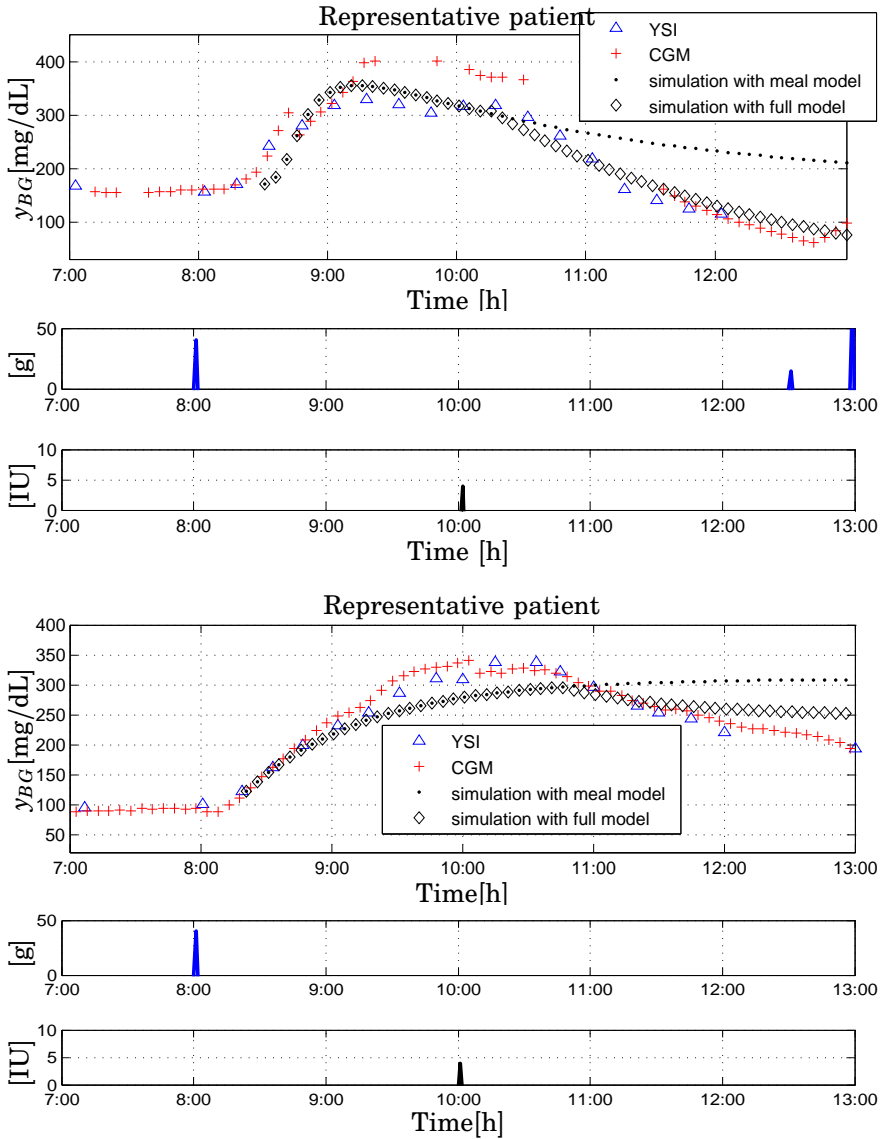 Representative patient
y_BG[mg/dL]
400
300
200
100
7:00 8:00 9:00 10:00 11:00 12:00
Time [h]
YSI
CGM
simulation with meal model
simulation with full model
[g]
50
0
7:00 8:00 9:00 10:00 11:00 12:00 13:00
[IU]
10
5
0
7:00 8:00 9:00 10:00 11:00 12:00 13:00
Time [h]
Representative patient
y_BG[mg/dL]
400
350
300
250
200
150
100
50
7:00 8:00 9:00 10:00 11:00 12:00 13:00
Time[h]
YSI
CGM
simulation with meal model
simulation with full model
[g]
50
0
7:00 8:00 9:00 10:00 11:00 12:00 13:00
[IU]
10
5
0
7:00 8:00 9:00 10:00 11:00 12:00 13:00
Time[h]